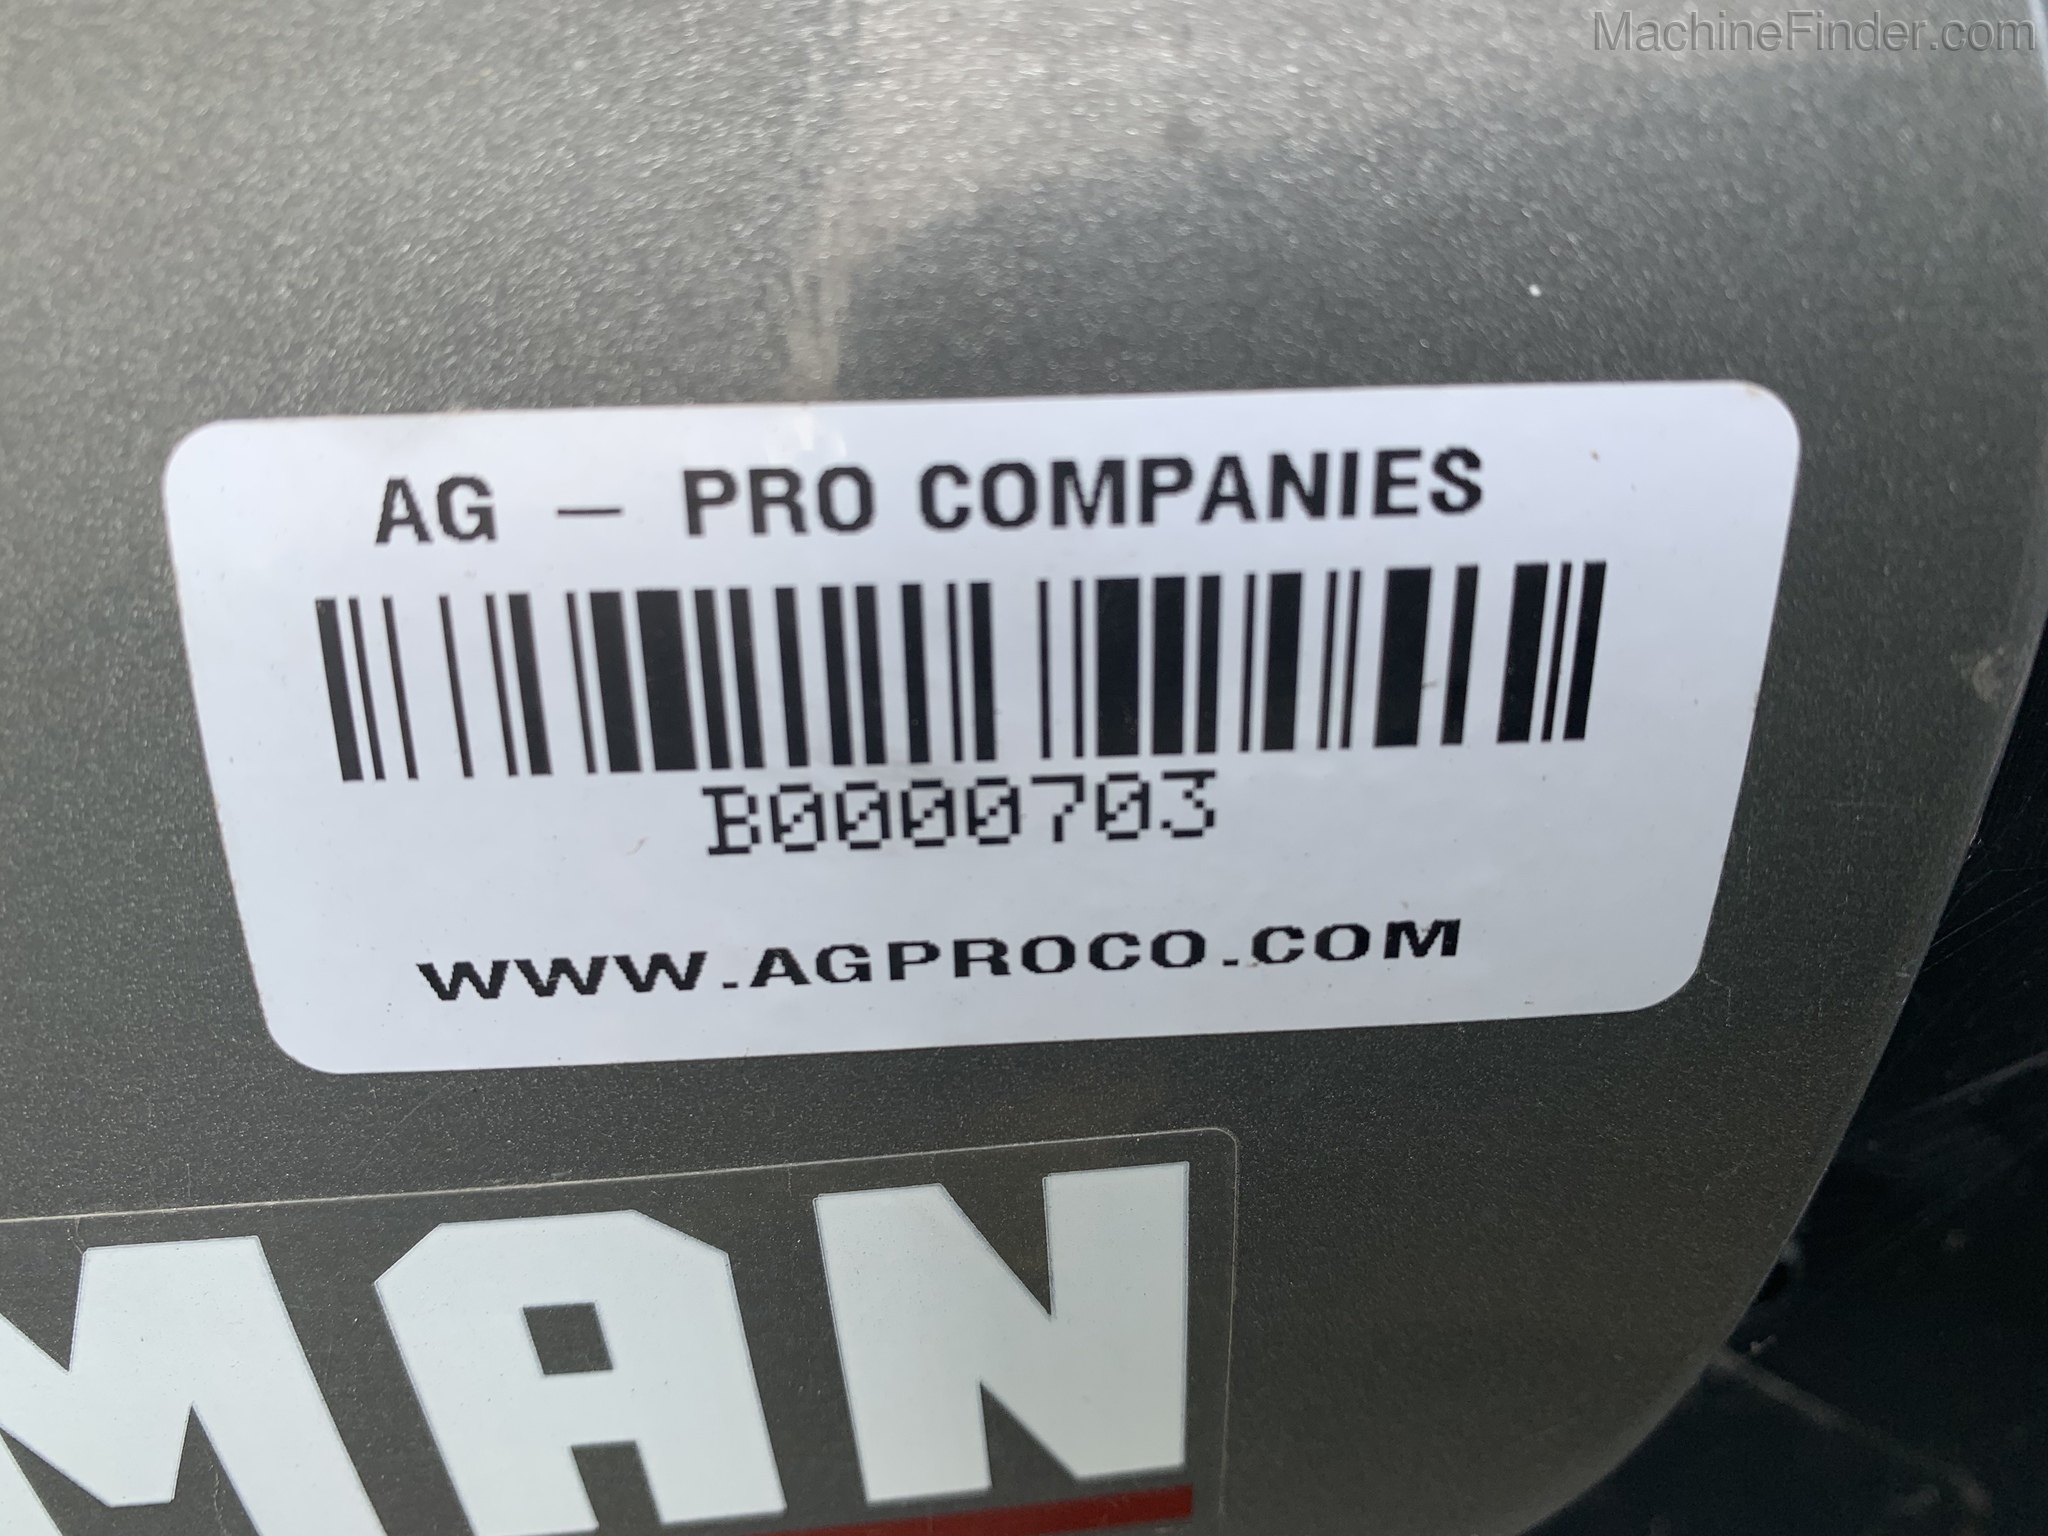 MachineFinder.com
AG – PRO COMPANIES
B0000703
WWW.AGPROCO.COM
MAN